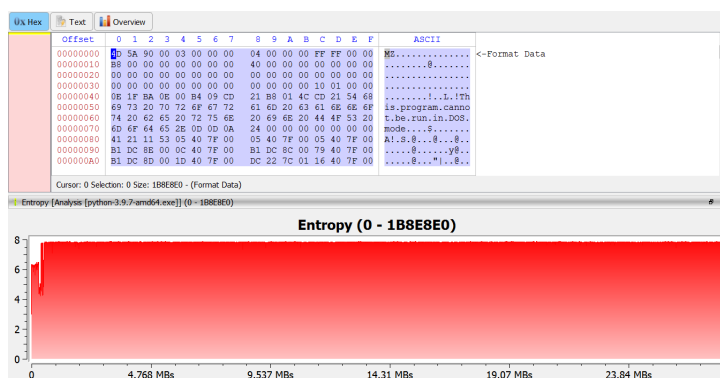 0x Hex Text Overview
Offset 0 1 2 3 4 5 6 7 8 9 A B C D E F ASCII
00000000 4D 5A 90 00 03 00 00 00 04 00 00 00 FF FF 00 00 MZ.............. <-Format Data
00000010 B8 00 00 00 00 00 00 00 40 00 00 00 00 00 00 00 ........@.......
00000020 00 00 00 00 00 00 00 00 00 00 00 00 00 00 00 00 ................
00000030 00 00 00 00 00 00 00 00 00 00 00 00 10 01 00 00 ................
00000040 0E 1F BA 0E 00 B4 09 CD 21 B8 01 4C CD 21 54 68 ........!..L.!Th
00000050 69 73 20 70 72 6F 67 72 61 6D 20 63 61 6E 6E 6F is.program.canno
00000060 74 20 62 65 20 72 75 6E 20 69 6E 20 44 4F 53 20 t.be.run.in.DOS.
00000070 6D 6F 64 65 2E 0D 0D 0A 24 00 00 00 00 00 00 00 mode....$.......
00000080 41 21 11 53 05 40 7F 00 05 40 7F 00 05 40 7F 00 A!.S.@...@...@..
00000090 B1 DC 8E 00 0C 40 7F 00 B1 DC 8C 00 79 40 7F 00 .....@......y@..
000000A0 B1 DC 8D 00 1D 40 7F 00 DC 22 7C 01 16 40 7F 00 .....@..."|..@..
Cursor: 0 Selection: 0 Size: 1B8E8E0 - (Format Data)
Entropy [Analysis [python-3.9.7-amd64.exe]] (0 - 1B8E8E0)
Entropy (0 - 1B8E8E0)
8
6
4
2
0
0 4.768 MBs 9.537 MBs 14.31 MBs 19.07 MBs 23.84 MBs